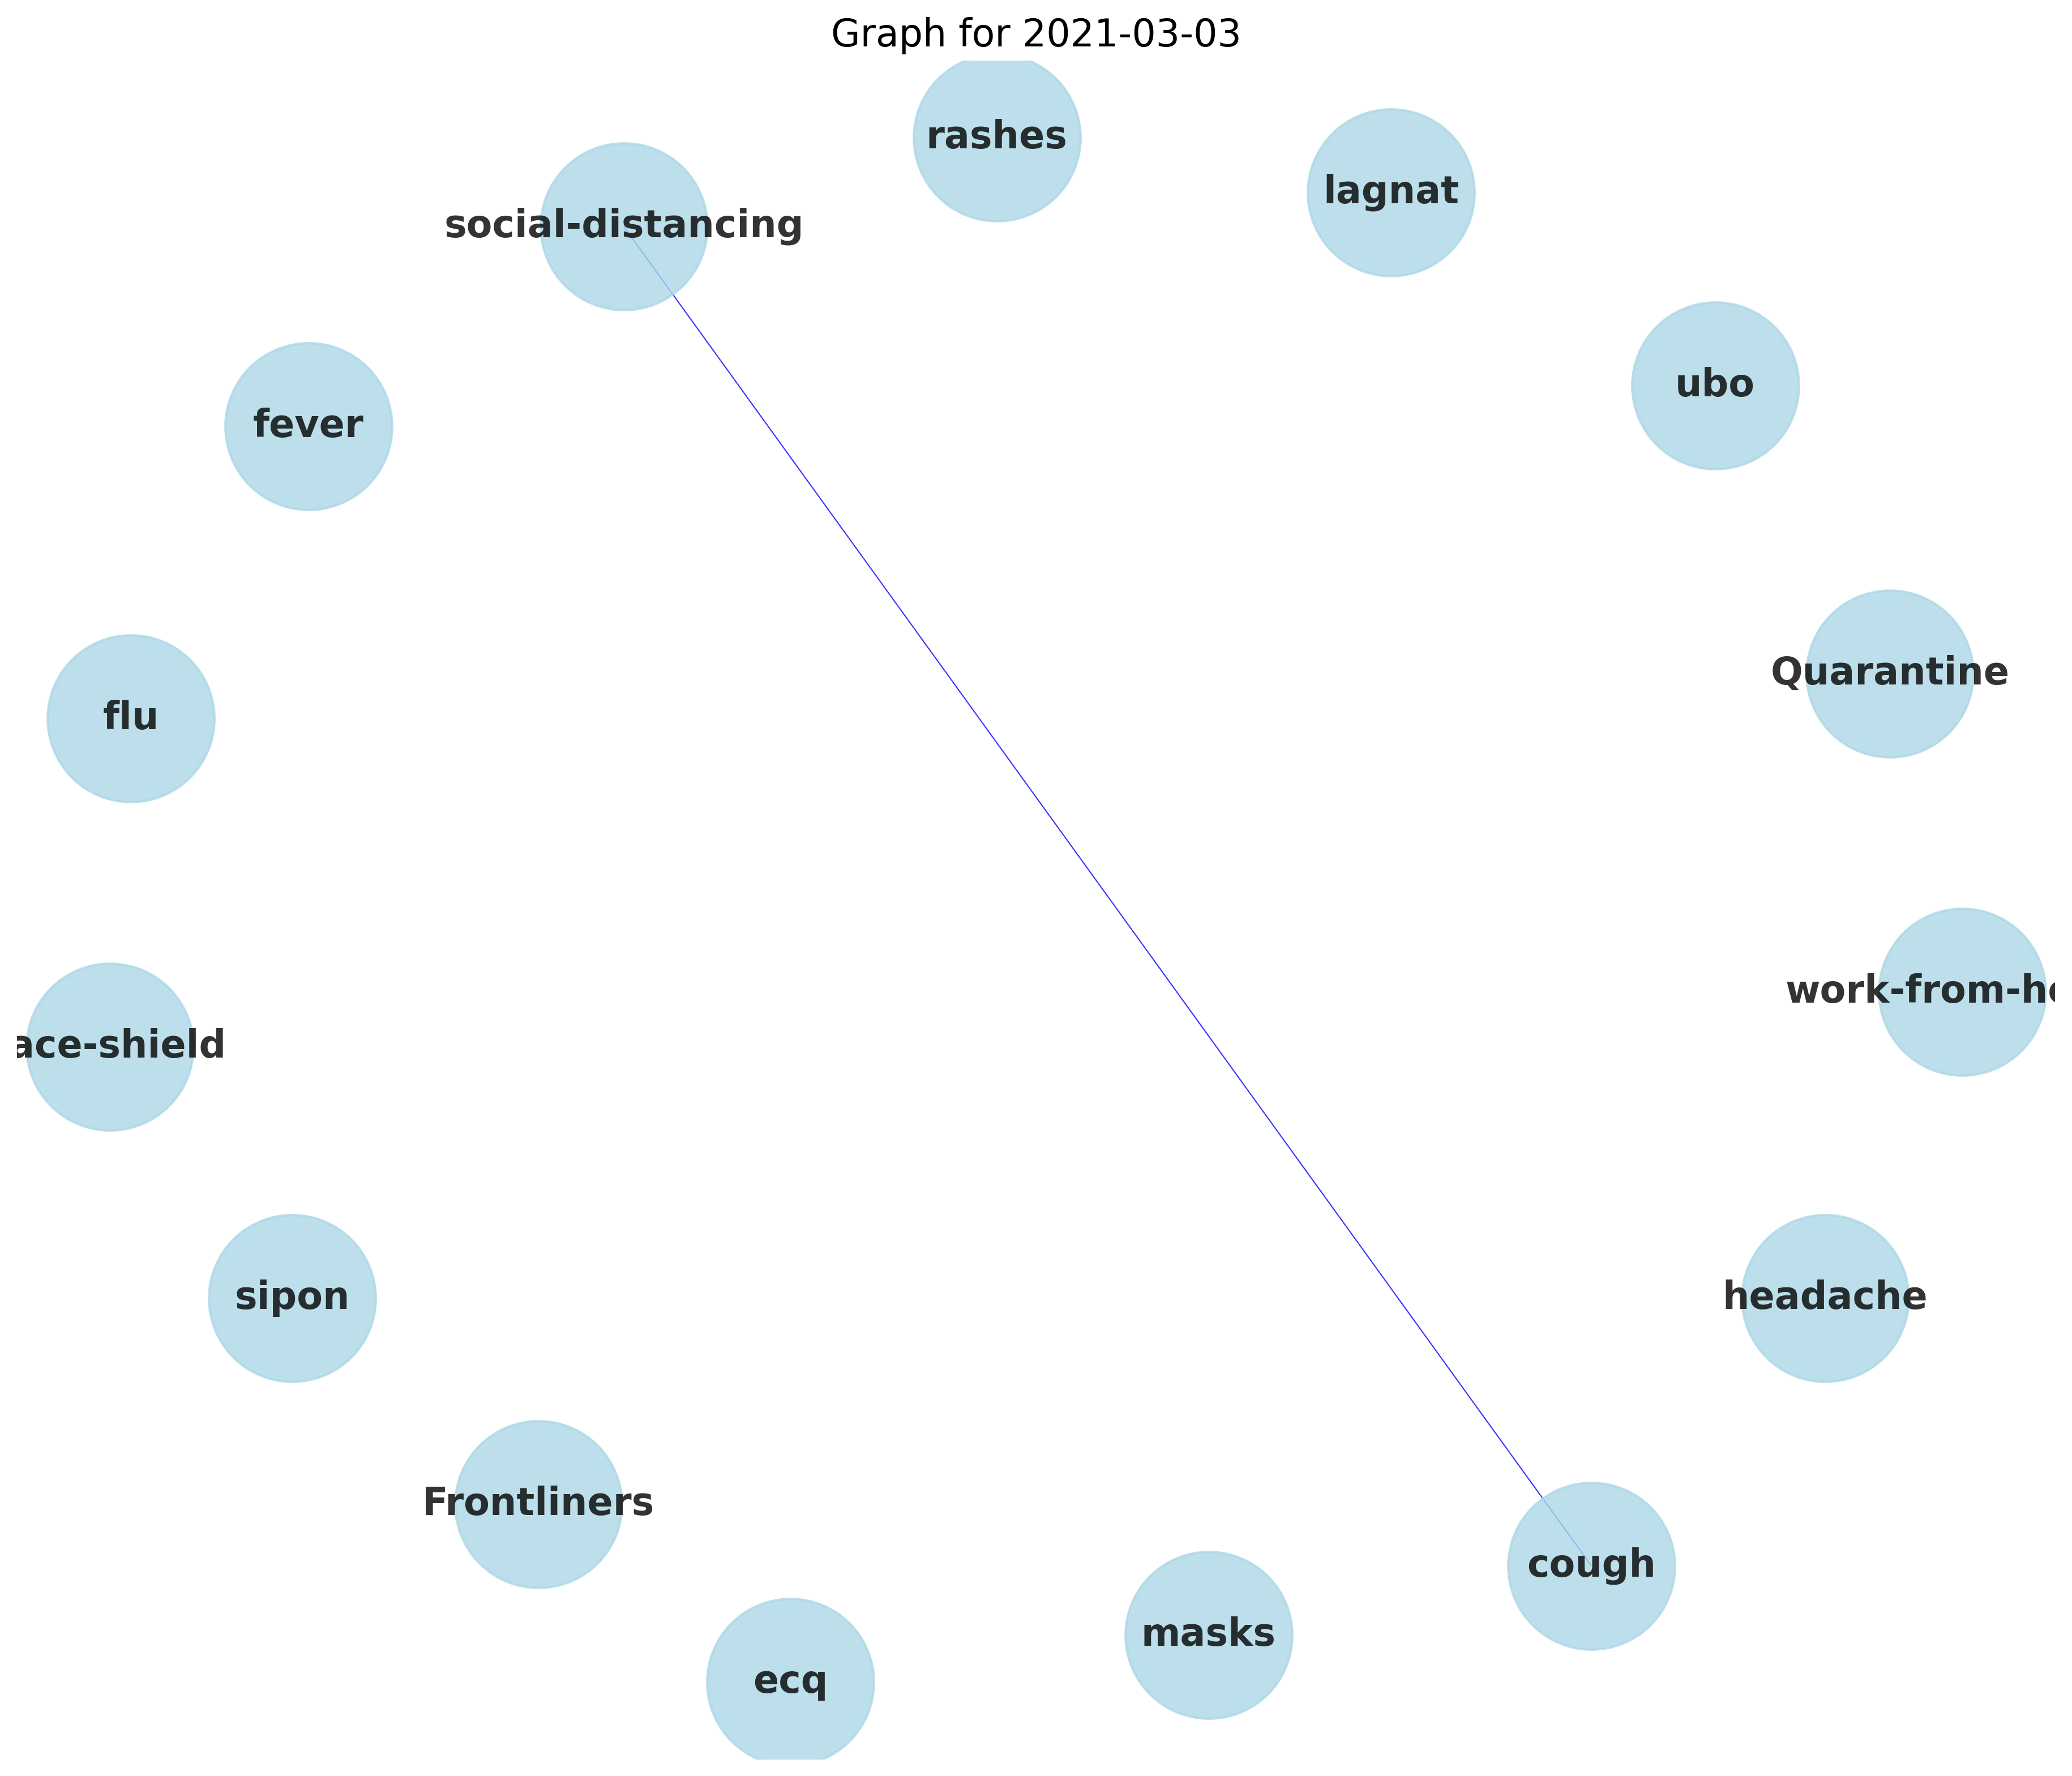 Graph for 2021-03-03
rashes
lagnat
social-distancing
ubo
fever
Quarantine
flu
work-from-h
ace-shield
headache
sipon
Frontliners
cough
masks
ecq